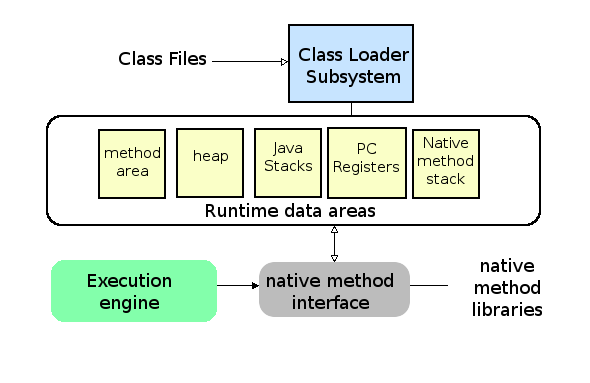 Class Files
Class Loader
Subsystem
method
area
heap
Java
Stacks
PC
Registers
Native
method
stack
Runtime data areas
Execution
engine
native method
interface
native
method
libraries